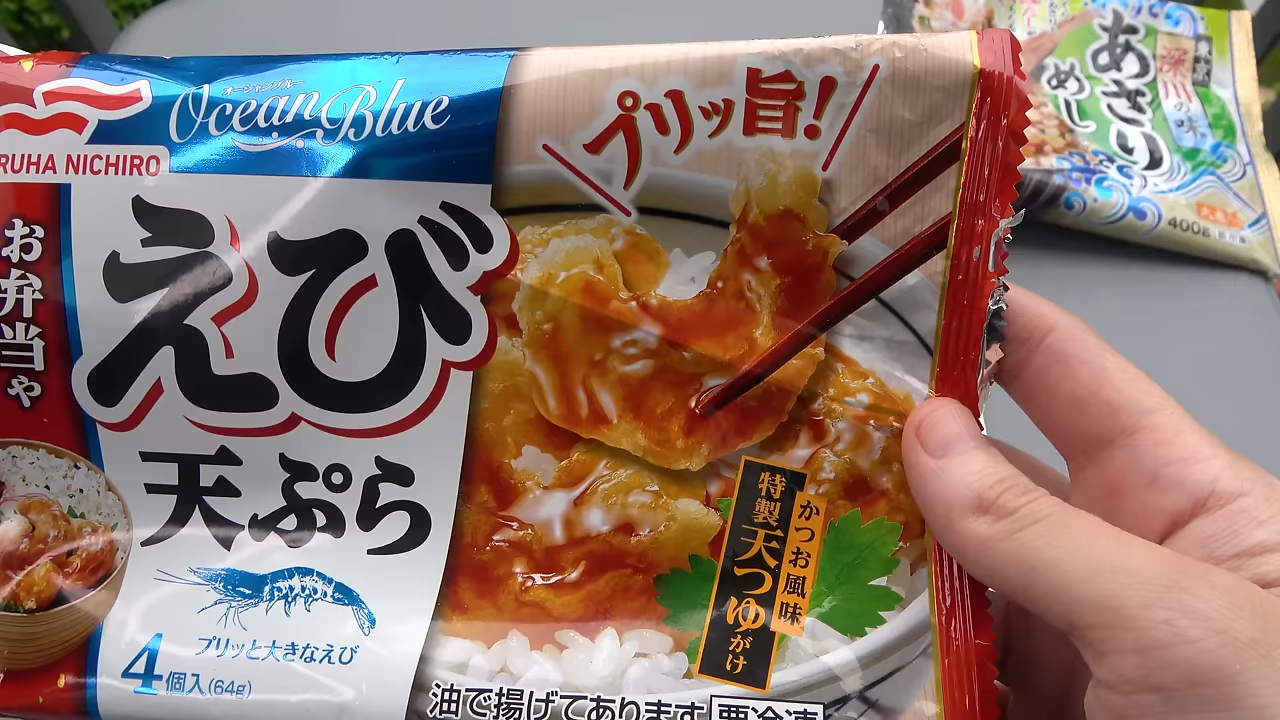 オーシャンブルー
Ocean Blue
RUHA NICHIRO
お弁当や
えび
天ぷら
プリッと大きなえび
4個入(64g)
プリッ旨!
かつお風味
特製天つゆがけ
油で揚げてあります 要冷凍
深川の味
あさり
めし
400g